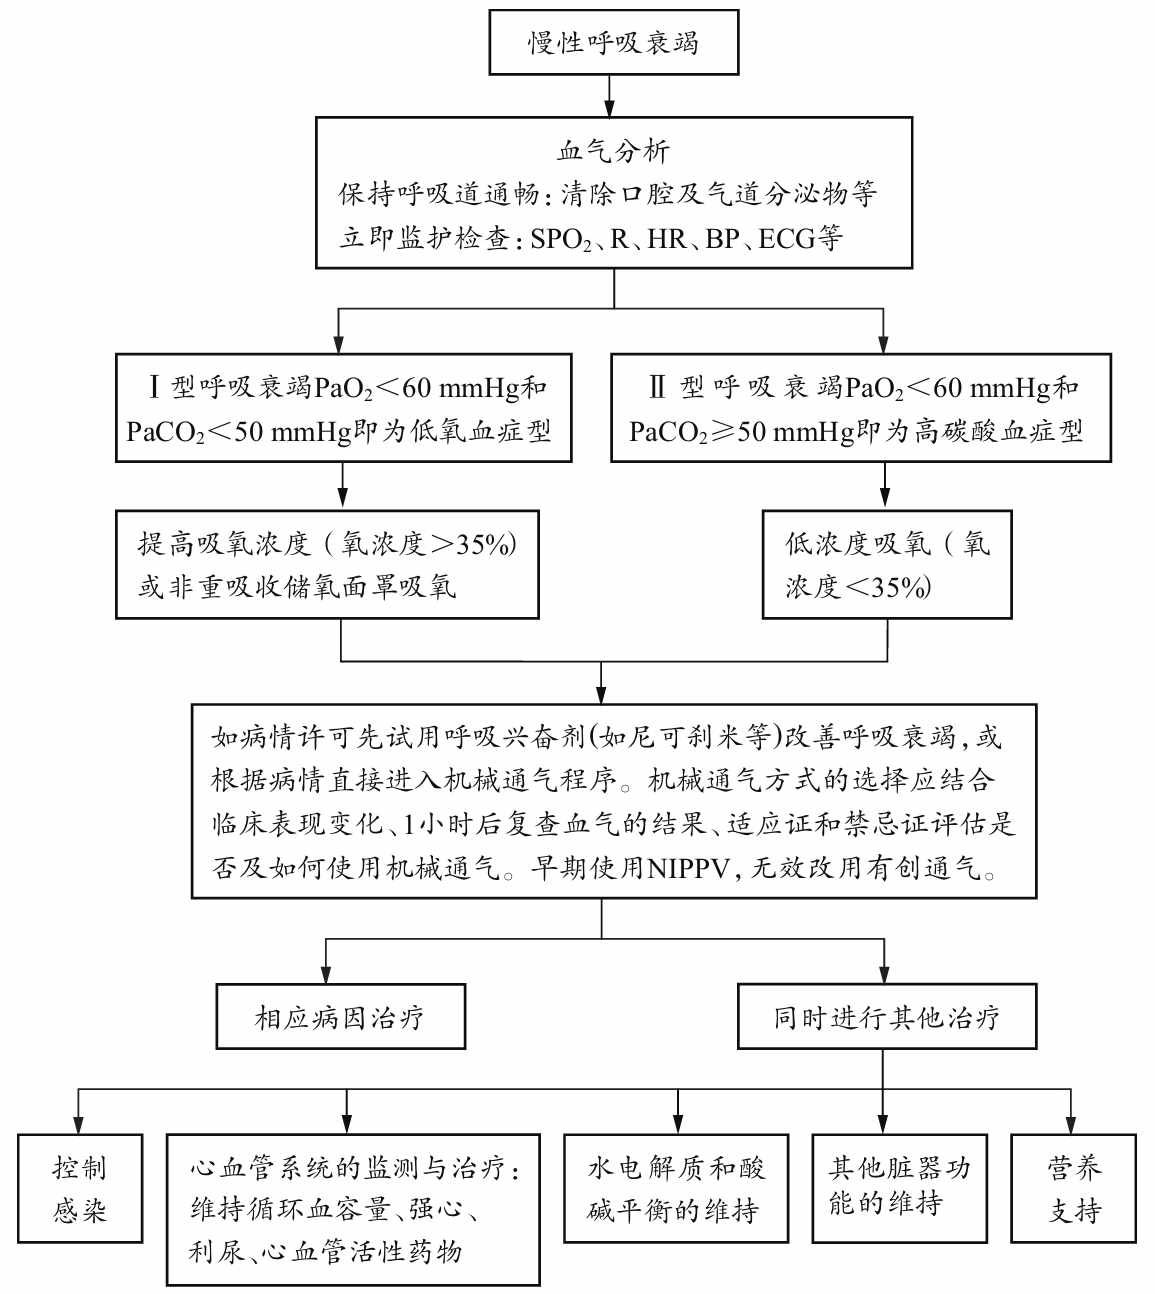 慢性呼吸衰竭
血气分析
保持呼吸道通畅:清除口腔及气道分泌物等
立即监护检查:SPO₂、R、HR、BP、ECG等
Ⅰ型呼吸衰竭PaO₂<60 mmHg和
PaCO₂<50 mmHg即为低氧血症型
Ⅱ型呼吸衰竭PaO₂<60 mmHg和
PaCO₂≥50 mmHg即为高碳酸血症型
提高吸氧浓度(氧浓度>35%)
或非重吸收储氧面罩吸氧
低浓度吸氧(氧
浓度<35%)
如病情许可先试用呼吸兴奋剂(如尼可刹米等)改善呼吸衰竭,或
根据病情直接进入机械通气程序。机械通气方式的选择应结合
临床表现变化、1小时后复查血气的结果、适应证和禁忌证评估是
否及如何使用机械通气。早期使用NIPPV,无效改用有创通气。
相应病因治疗
同时进行其他治疗
控制
感染
心血管系统的监测与治疗:
维持循环血容量、强心、
利尿、心血管活性药物
水电解质和酸
碱平衡的维持
其他脏器功
能的维持
营养
支持